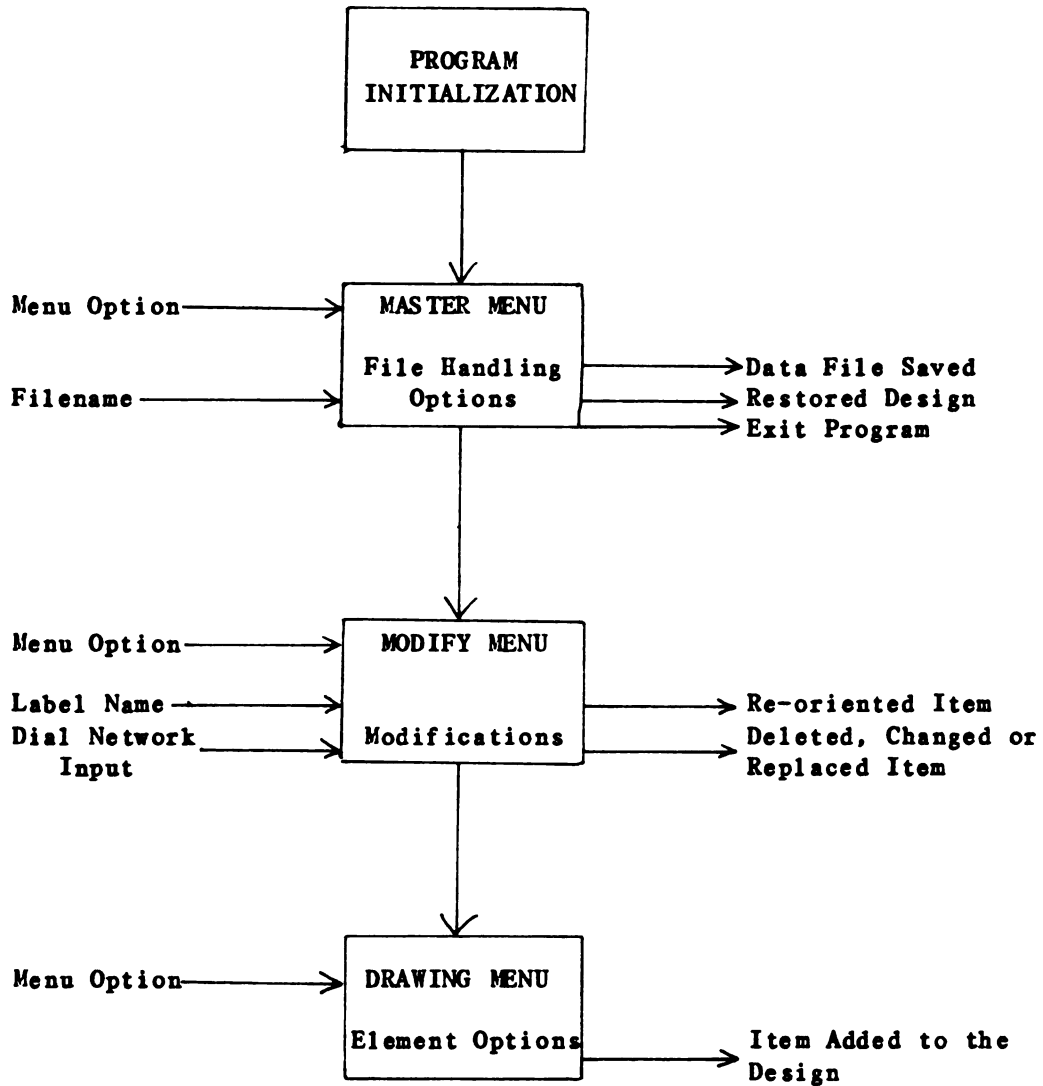 PROGRAM
INITIALIZATION
Menu Option
MASTER MENU
File Handling
Options
Filename
Data File Saved
Restored Design
Exit Program
Menu Option
MODIFY MENU
Label Name
Dial Network
Input
Modifications
Re-oriented Item
Deleted, Changed or
Replaced Item
Menu Option
DRAWING MENU
Element Options
Item Added to the
Design